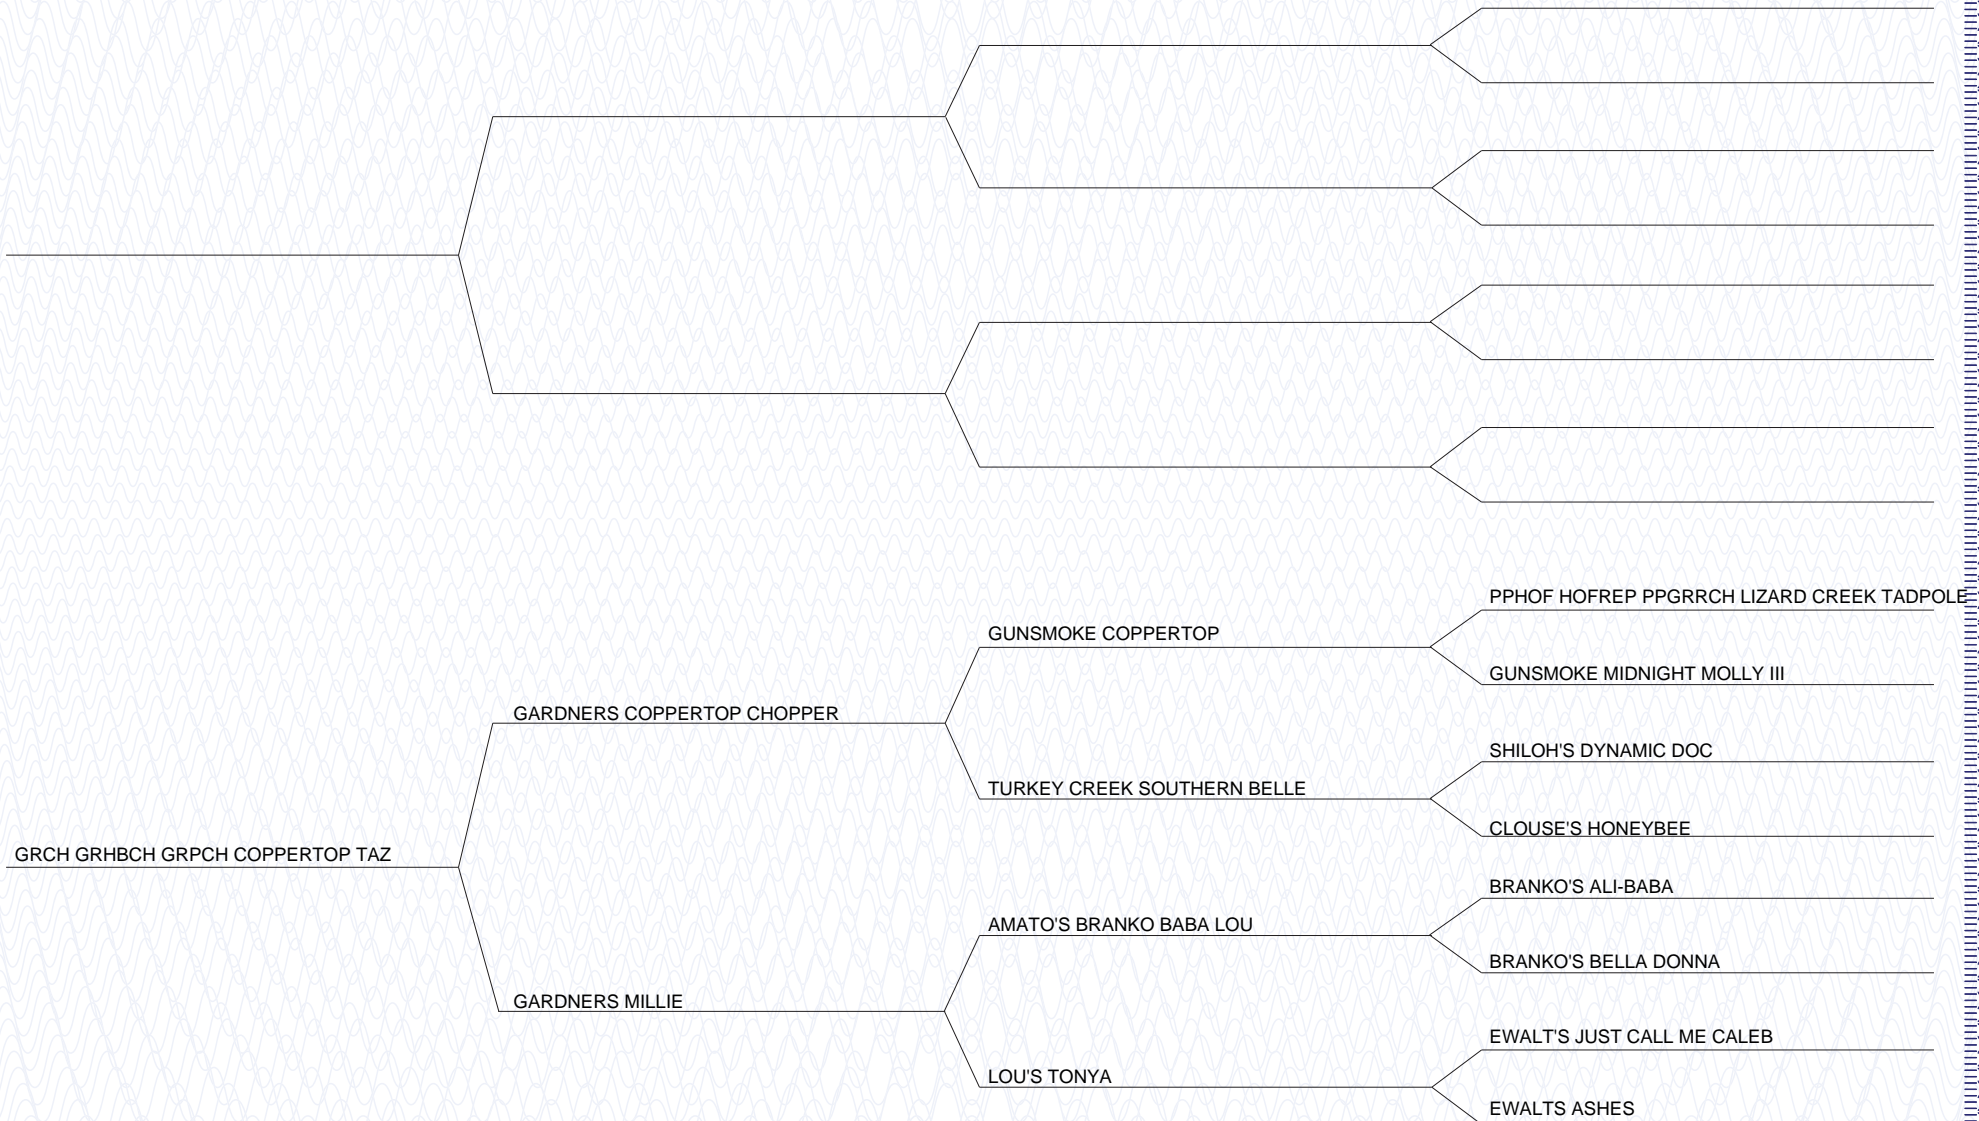 PPHOF HOFREP PPGRRCH LIZARD CREEK TADPOLE
GUNSMOKE COPPERTOP
GUNSMOKE MIDNIGHT MOLLY III
GARDNERS COPPERTOP CHOPPER
SHILOH'S DYNAMIC DOC
TURKEY CREEK SOUTHERN BELLE
CLOUSE'S HONEYBEE
GRCH GRHBCH GRPCH COPPERTOP TAZ
BRANKO'S ALI-BABA
AMATO'S BRANKO BABA LOU
BRANKO'S BELLA DONNA
GARDNERS MILLIE
EWALT'S JUST CALL ME CALEB
LOU'S TONYA
EWALTS ASHES